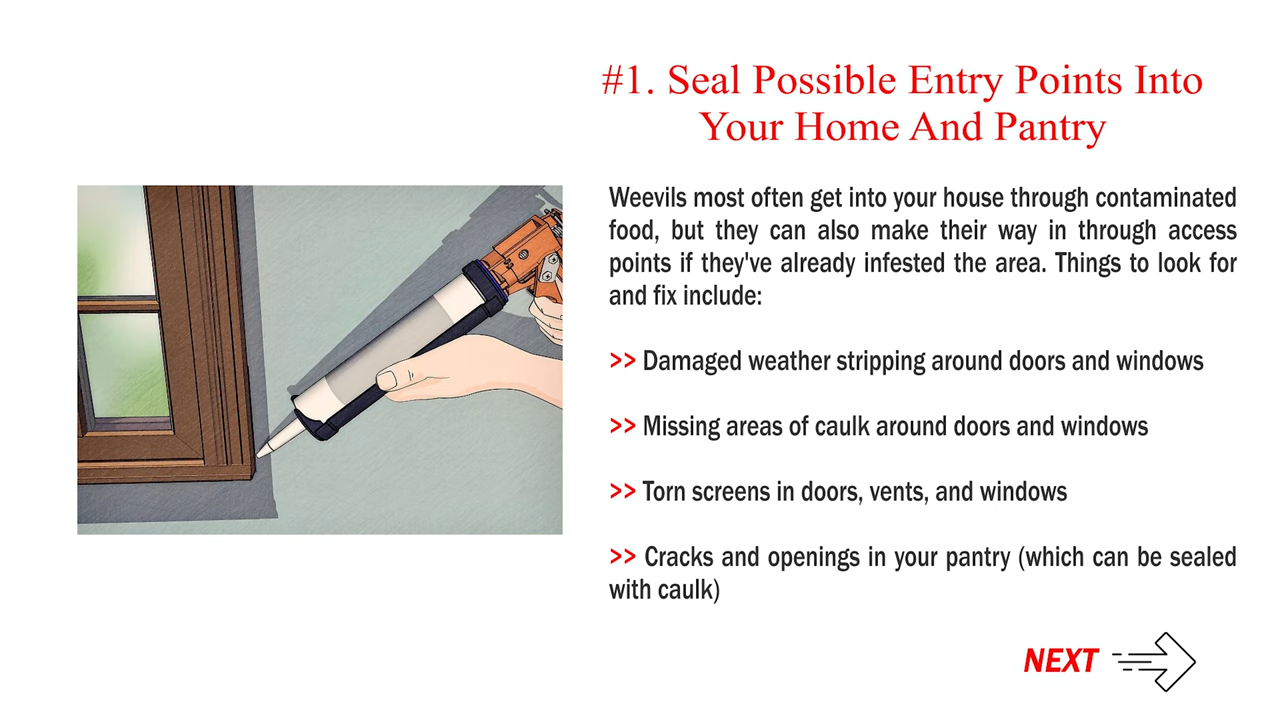 #1. Seal Possible Entry Points Into
Your Home And Pantry
Weevils most often get into your house through contaminated
food, but they can also make their way in through access
points if they've already infested the area. Things to look for
and fix include:
>> Damaged weather stripping around doors and windows
>> Missing areas of caulk around doors and windows
>> Torn screens in doors, vents, and windows
>> Cracks and openings in your pantry (which can be sealed
with caulk)
NEXT